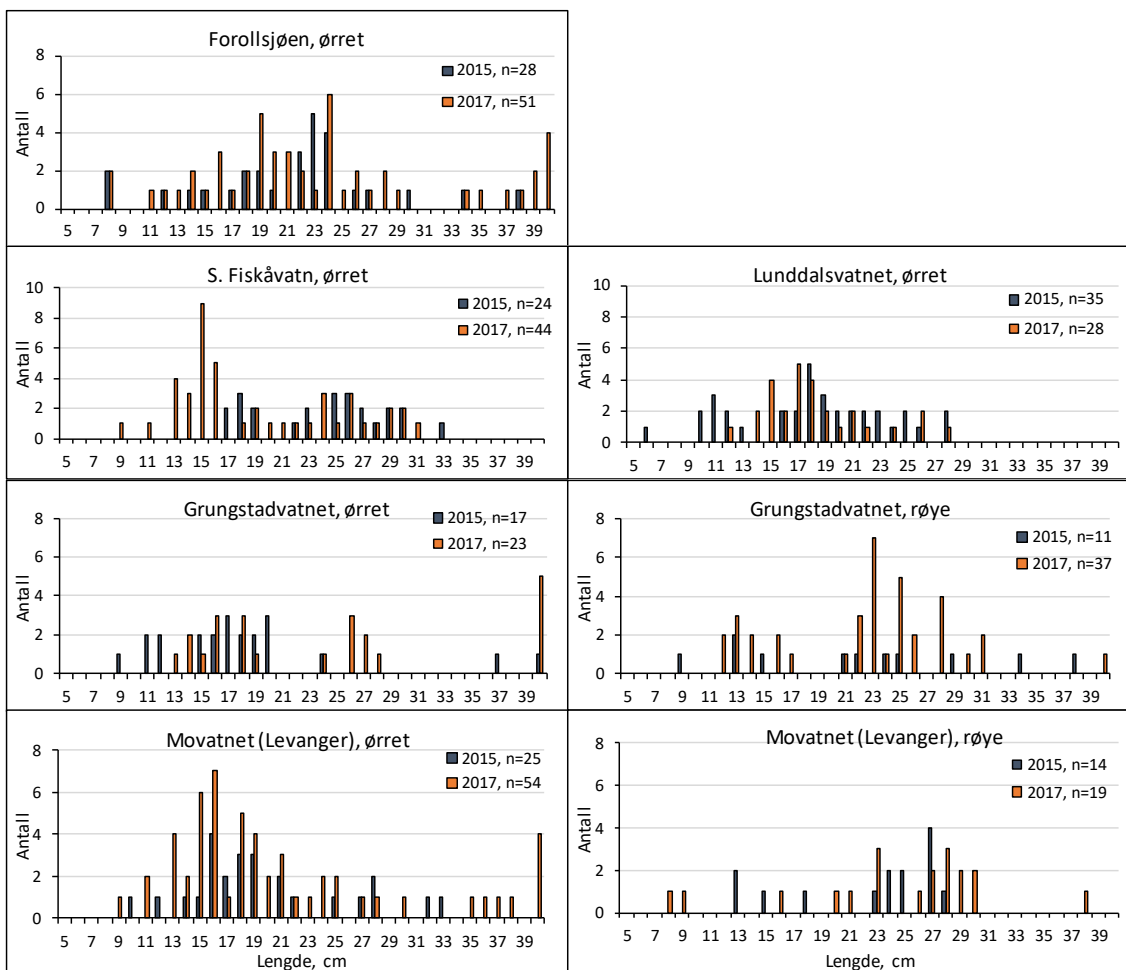 Forollsjøen, ørret
2015, n=28
2017, n=51
Antall
8
6
4
2
0
5 7 9 11 13 15 17 19 21 23 25 27 29 31 33 35 37 39
S. Fiskåvatn, ørret
2015, n=24
2017, n=44
Antall
10
8
6
4
2
0
5 7 9 11 13 15 17 19 21 23 25 27 29 31 33 35 37 39
Lunddalsvatnet, ørret
2015, n=35
2017, n=28
Antall
10
8
6
4
2
0
5 7 9 11 13 15 17 19 21 23 25 27 29 31 33 35 37 39
Grungstadvatnet, ørret
2015, n=17
2017, n=23
Antall
8
6
4
2
0
5 7 9 11 13 15 17 19 21 23 25 27 29 31 33 35 37 39
Grungstadvatnet, røye
2015, n=11
2017, n=37
Antall
8
6
4
2
0
5 7 9 11 13 15 17 19 21 23 25 27 29 31 33 35 37 39
Movatnet (Levanger), ørret
2015, n=25
2017, n=54
Antall
8
6
4
2
0
5 7 9 11 13 15 17 19 21 23 25 27 29 31 33 35 37 39
Lengde, cm
Movatnet (Levanger), røye
2015, n=14
2017, n=19
Antall
8
6
4
2
0
5 7 9 11 13 15 17 19 21 23 25 27 29 31 33 35 37 39
Lengde, cm